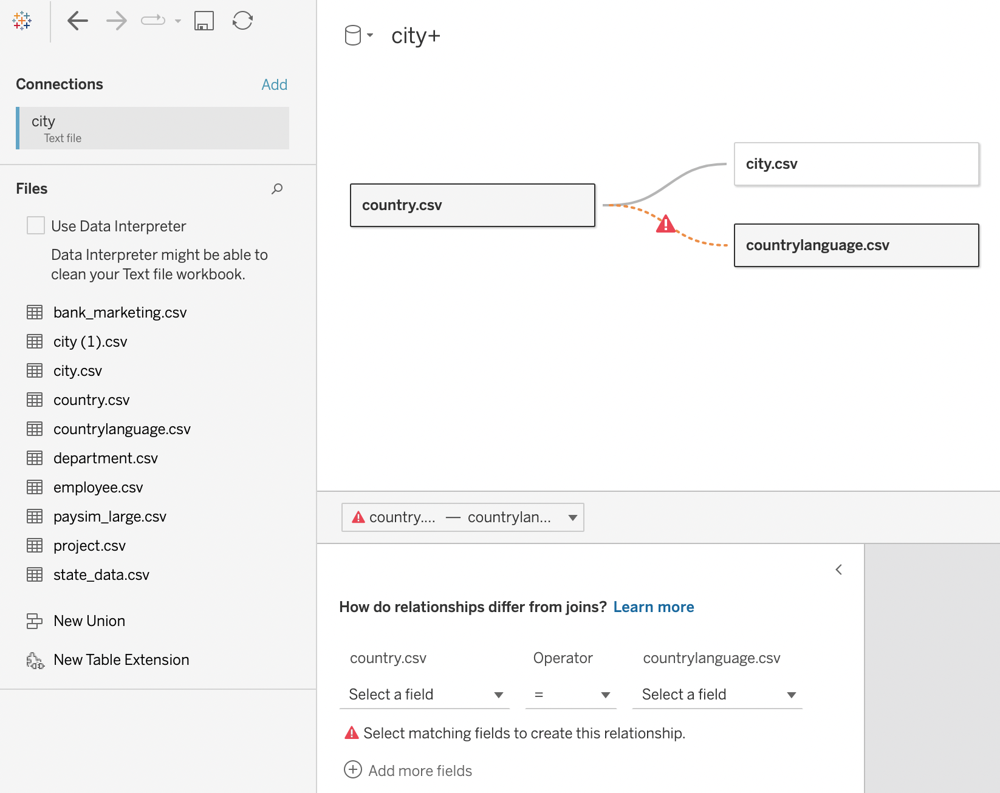 city+
Connections
Add
city
Text file
Files
Use Data Interpreter
Data Interpreter might be able to
clean your Text file workbook.
bank_marketing.csv
city (1).csv
city.csv
country.csv
countrylanguage.csv
department.csv
employee.csv
paysim_large.csv
project.csv
state_data.csv
New Union
New Table Extension
country.csv
city.csv
countrylanguage.csv
country.... — countrylan...
How do relationships differ from joins? Learn more
country.csv Operator countrylanguage.csv
Select a field = Select a field
Select matching fields to create this relationship.
Add more fields